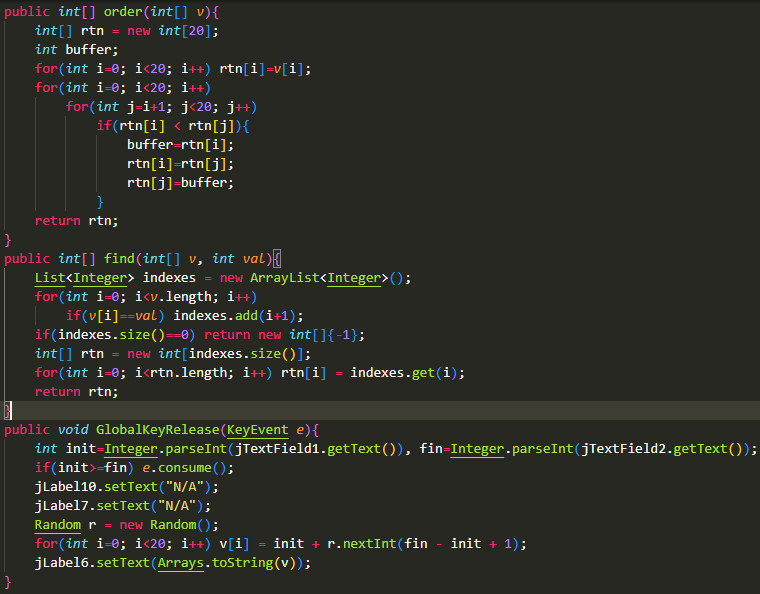 public int[] order(int[] v){
    int[] rtn = new int[20];
    int buffer;
    for(int i=0; i<20; i++) rtn[i]=v[i];
    for(int i=0; i<20; i++)
        for(int j=i+1; j<20; j++)
            if(rtn[i] < rtn[j]){
                buffer=rtn[i];
                rtn[i]=rtn[j];
                rtn[j]=buffer;
            }
    return rtn;
}
public int[] find(int[] v, int val){
    List<Integer> indexes = new ArrayList<Integer>();
    for(int i=0; i<v.length; i++)
        if(v[i]==val) indexes.add(i+1);
    if(indexes.size()==0) return new int[]{-1};
    int[] rtn = new int[indexes.size()];
    for(int i=0; i<rtn.length; i++) rtn[i] = indexes.get(i);
    return rtn;
}
public void GlobalKeyRelease(KeyEvent e){
    int init=Integer.parseInt(jTextField1.getText()), fin=Integer.parseInt(jTextField2.getText());
    if(init>=fin) e.consume();
    jLabel10.setText("N/A");
    jLabel7.setText("N/A");
    Random r = new Random();
    for(int i=0; i<20; i++) v[i] = init + r.nextInt(fin - init + 1);
    jLabel6.setText(Arrays.toString(v));
}